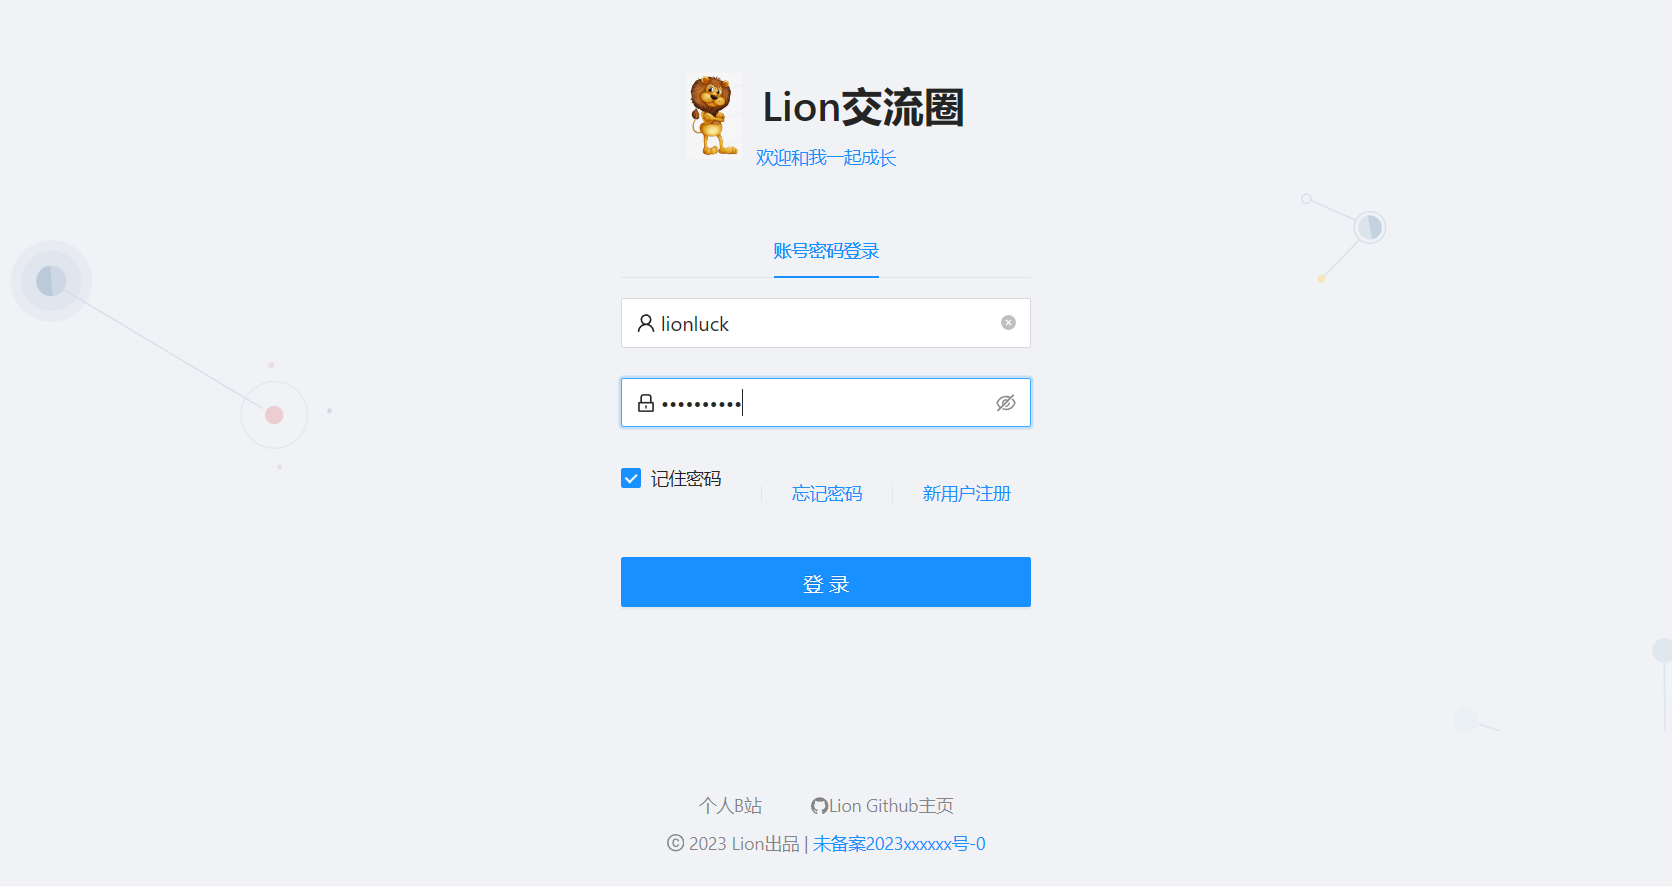 Lion交流圈
欢迎和我一起成长
账号密码登录
lionluck
••••••••••
记住密码
忘记密码
新用户注册
登 录
个人B站 Lion Github主页
© 2023 Lion出品 | 未备案2023xxxxxx号-0